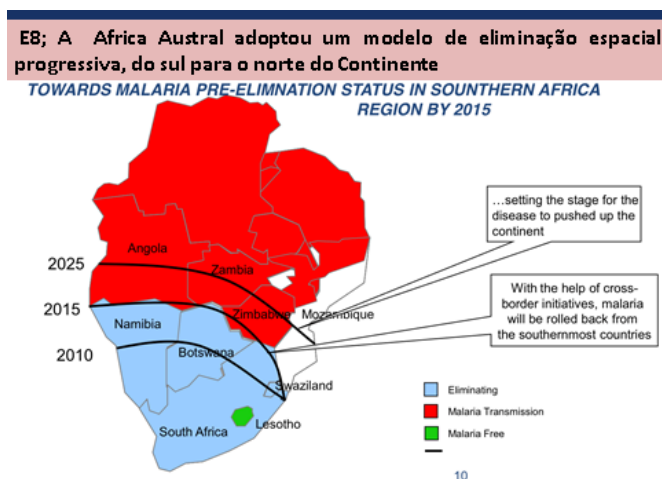 E8; A Africa Austral adoptou um modelo de eliminação espacial
progressiva, do sul para o norte do Continente
TOWARDS MALARIA PRE-ELIMNATION STATUS IN SOUNTHERN AFRICA
REGION BY 2015
…setting the stage for the
disease to pushed up the
continent
Angola
2025
Zambia
With the help of cross-
border initiatives, malaria
will be rolled back from
the southernmost countries
2015
Zimbabwe
Mozambique
Namibia
2010
Botswana
Swaziland
Eliminating
Malaria Transmission
Lesotho
South Africa
Malaria Free
10